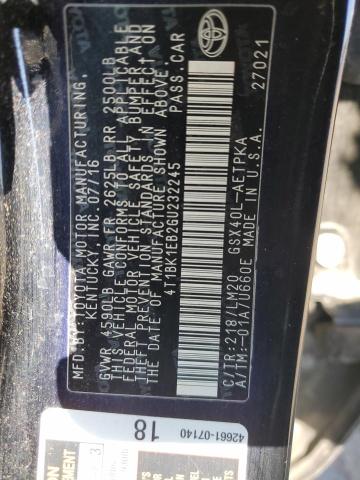 MFD. BY: TOYOTA MOTOR MANUFACTURING,
KENTUCKY, INC. 07/16
GVWR 4590LB GAWR FR 2625LB RR 2500LB
THIS VEHICLE CONFORMS TO ALL APPLICABLE
FEDERAL MOTOR VEHICLE SAFETY, BUMPER, AND
THEFT PREVENTION STANDARDS IN EFFECT ON
THE DATE OF MANUFACTURE SHOWN ABOVE.
4T1BK1EB2GU232245 PASS. CAR
C/TR:218/LM20
A/TM:-01A/U660E
GSX40L-AETPKA
27021
TOYOTA
42661-07140
18